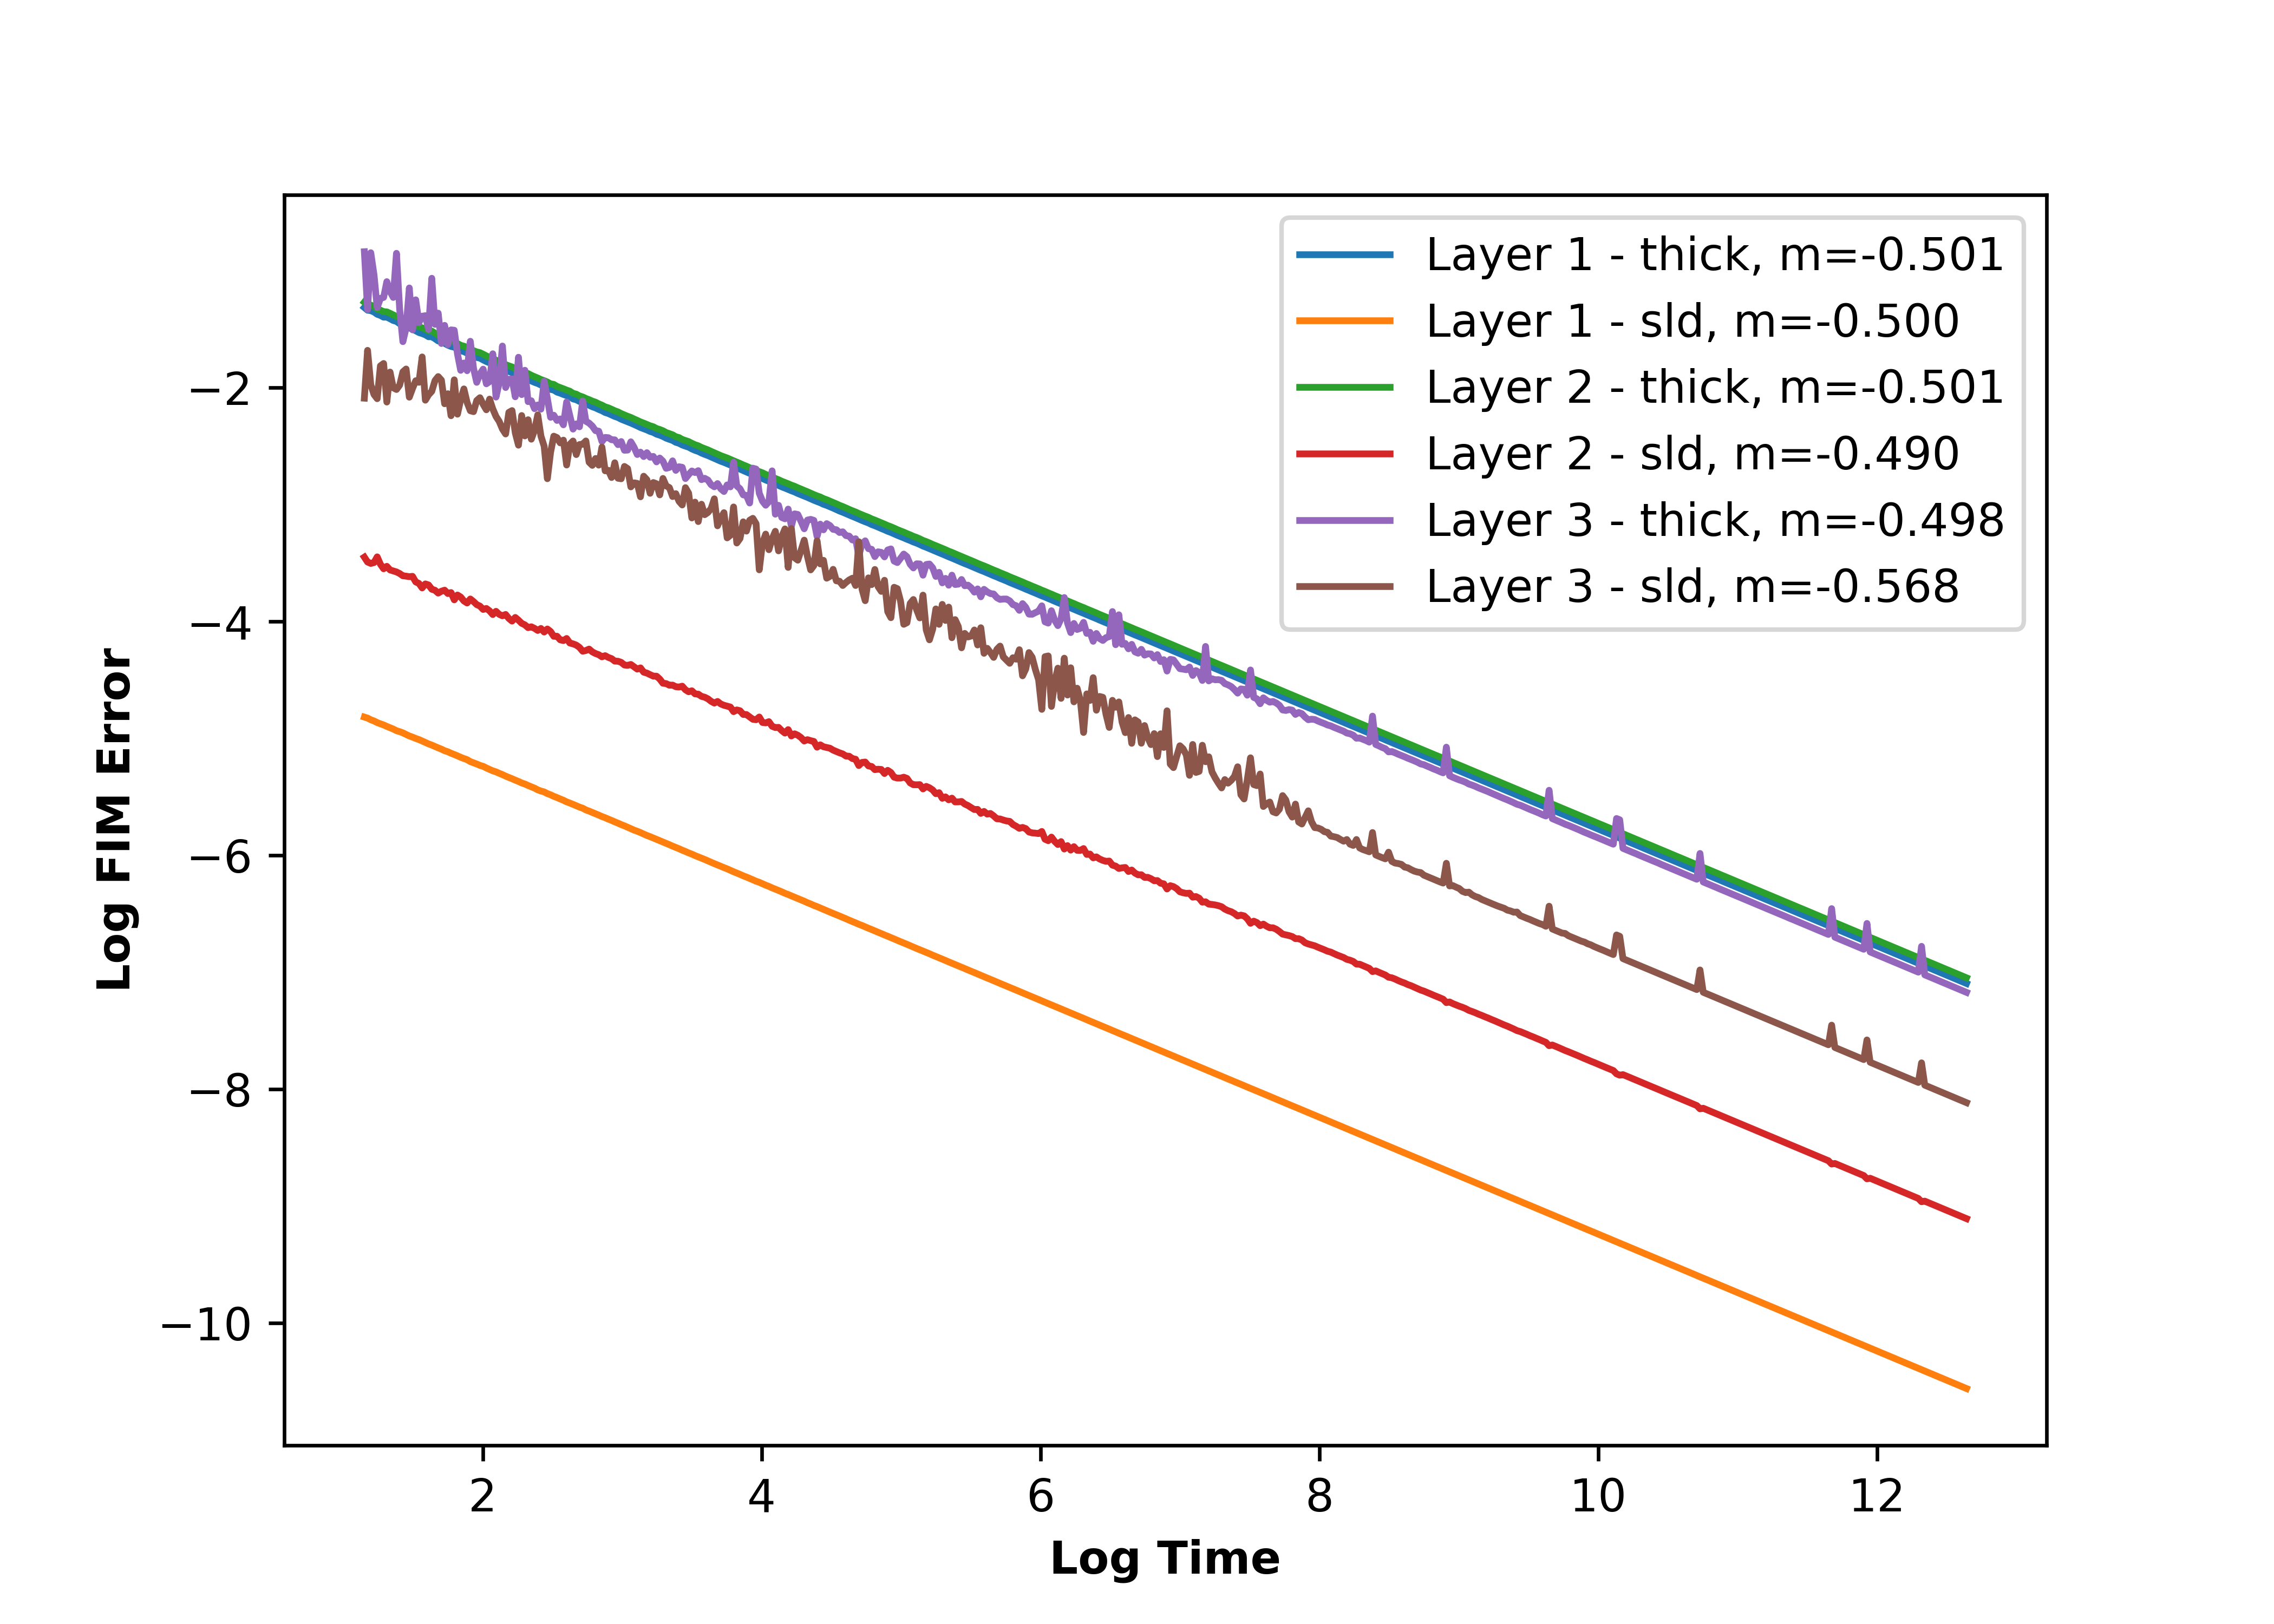 Layer 1 - thick, m=-0.501
Layer 1 - sld, m=-0.500
Layer 2 - thick, m=-0.501
Layer 2 - sld, m=-0.490
Layer 3 - thick, m=-0.498
Layer 3 - sld, m=-0.568
Log FIM Error
−2
−4
−6
−8
−10
2 4 6 8 10 12
Log Time